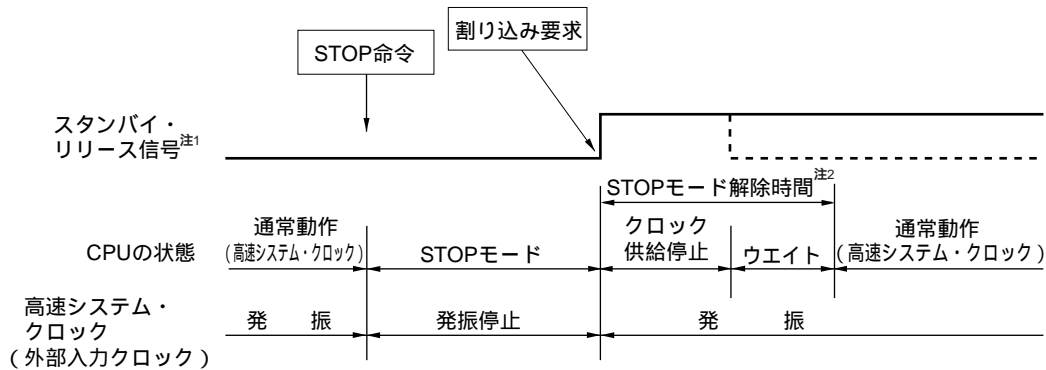 STOP命令
割り込み要求
スタンバイ・
リリース信号注1
STOPモード解除時間注2
CPUの状態
通常動作
(高速システム・クロック)
STOPモード
クロック
供給停止
ウエイト
通常動作
(高速システム・クロック)
高速システム・
クロック
(外部入力クロック)
発　振
発振停止
発　振